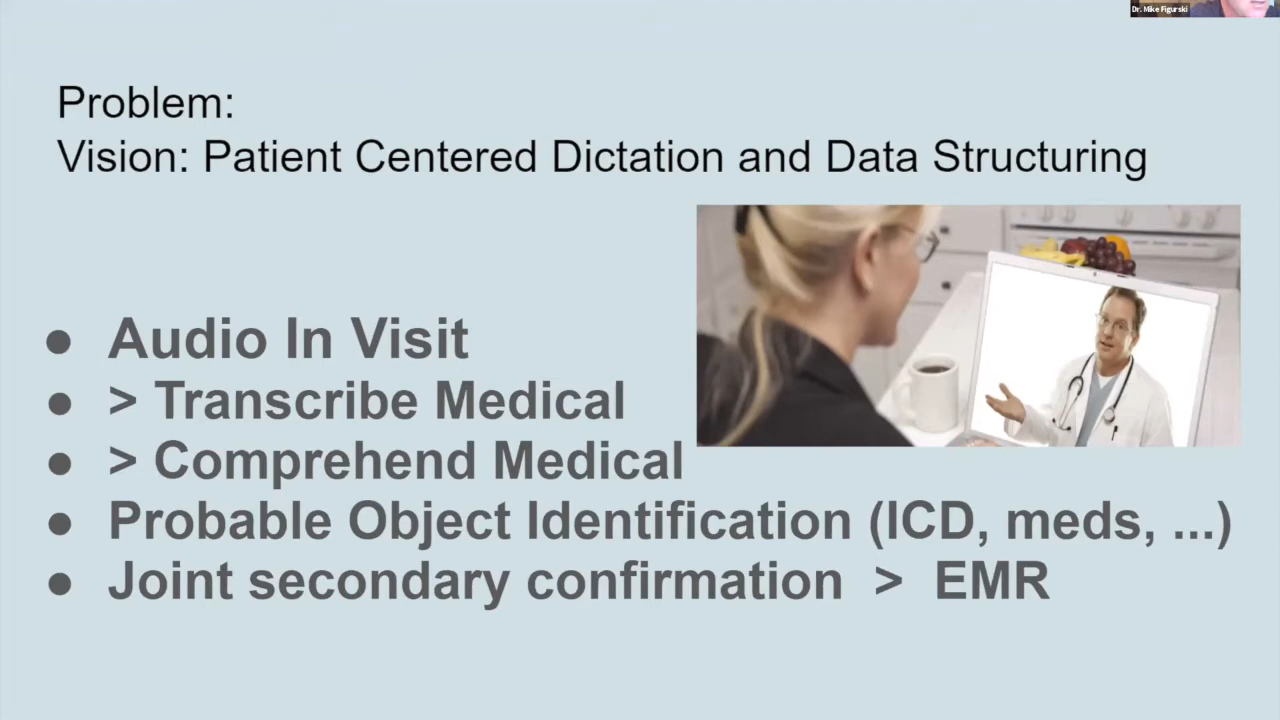 Dr. Mike Figurski
Problem:
Vision: Patient Centered Dictation and Data Structuring
● Audio In Visit
● > Transcribe Medical
● > Comprehend Medical
● Probable Object Identification (ICD, meds, ...)
● Joint secondary confirmation > EMR